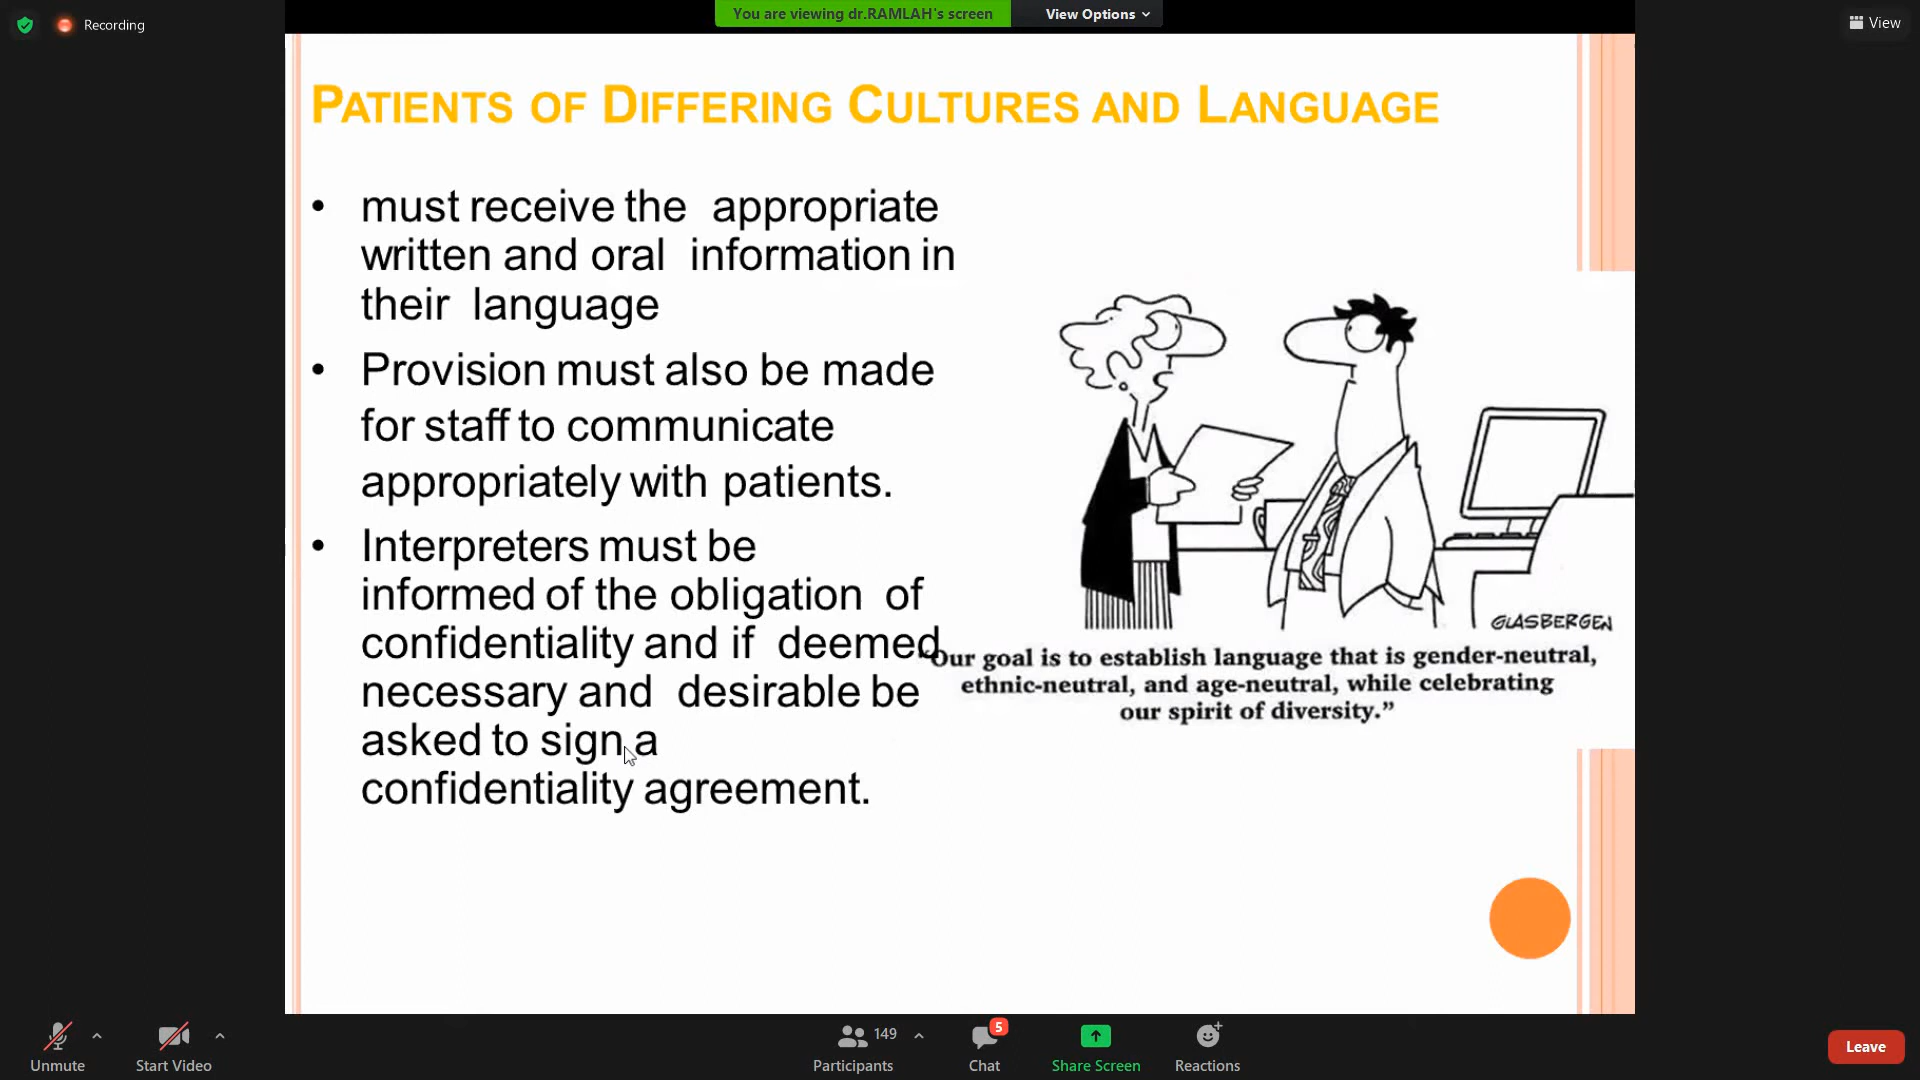 Recording
You are viewing dr.RAMLAH's screen
View Options
View
PATIENTS OF DIFFERING CULTURES AND LANGUAGE
• must receive the appropriate
written and oral information in
their language
• Provision must also be made
for staff to communicate
appropriately with patients.
• Interpreters must be
informed of the obligation of
confidentiality and if deemed
necessary and desirable be
asked to sign a
confidentiality agreement.
GLASBERGEN
“Our goal is to establish language that is gender-neutral,
ethnic-neutral, and age-neutral, while celebrating
our spirit of diversity.”
Unmute
Start Video
149
Participants
5
Chat
Share Screen
Reactions
Leave